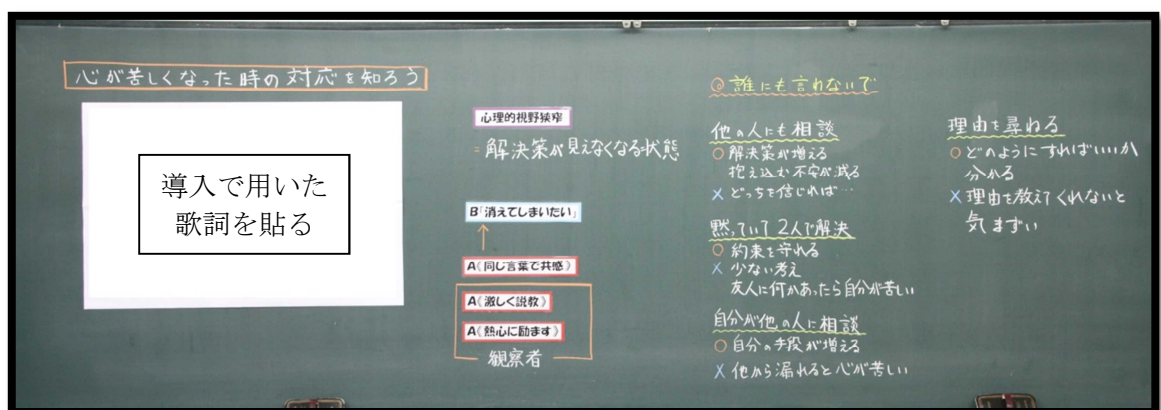 心が苦しくなった時の対応を知ろう
導入で用いた
歌詞を貼る
心理的視野狭窄
=解決策が見えなくなる状態
B「消えてしまいたい」
A《同じ言葉で共感》
A《激しく説教》
A《熱心に励ます》
観察者
◎誰にも言わないで
他の人にも相談
○解決策が増える
抱え込む不安が減る
×どっちを信じれば…
黙っていて2人で解決
○約束を守れる
×少ない考え
友人に何かあったら自分が苦しい
自分が他の人に相談
○自分の手段が増える
×他から漏れると心が苦しい
理由を尋ねる
○どのようにすればいいか
分かる
×理由を教えてくれないと
気まずい